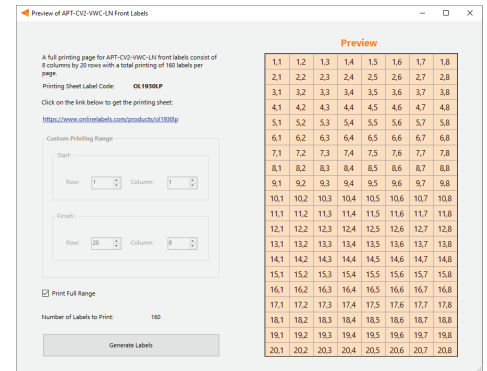 Preview of APT-CV2-VWC-LN Front Labels
A full printing page for APT-CV2-VWC-LN front labels consist of
8 columns by 20 rows with a total printing of 160 labels per
page.
Printing Sheet Label Code: OL1930LP
Click on the link below to get the printing sheet:
https://www.onlinelabels.com/products/ol1930lp
Custom Printing Range
Start
Row: 1 Column: 1
Finish
Row: 20 Column: 8
Print Full Range
Number of Labels to Print: 160
Generate Labels
Preview
1,1 1,2 1,3 1,4 1,5 1,6 1,7 1,8
2,1 2,2 2,3 2,4 2,5 2,6 2,7 2,8
3,1 3,2 3,3 3,4 3,5 3,6 3,7 3,8
4,1 4,2 4,3 4,4 4,5 4,6 4,7 4,8
5,1 5,2 5,3 5,4 5,5 5,6 5,7 5,8
6,1 6,2 6,3 6,4 6,5 6,6 6,7 6,8
7,1 7,2 7,3 7,4 7,5 7,6 7,7 7,8
8,1 8,2 8,3 8,4 8,5 8,6 8,7 8,8
9,1 9,2 9,3 9,4 9,5 9,6 9,7 9,8
10,1 10,2 10,3 10,4 10,5 10,6 10,7 10,8
11,1 11,2 11,3 11,4 11,5 11,6 11,7 11,8
12,1 12,2 12,3 12,4 12,5 12,6 12,7 12,8
13,1 13,2 13,3 13,4 13,5 13,6 13,7 13,8
14,1 14,2 14,3 14,4 14,5 14,6 14,7 14,8
15,1 15,2 15,3 15,4 15,5 15,6 15,7 15,8
16,1 16,2 16,3 16,4 16,5 16,6 16,7 16,8
17,1 17,2 17,3 17,4 17,5 17,6 17,7 17,8
18,1 18,2 18,3 18,4 18,5 18,6 18,7 18,8
19,1 19,2 19,3 19,4 19,5 19,6 19,7 19,8
20,1 20,2 20,3 20,4 20,5 20,6 20,7 20,8